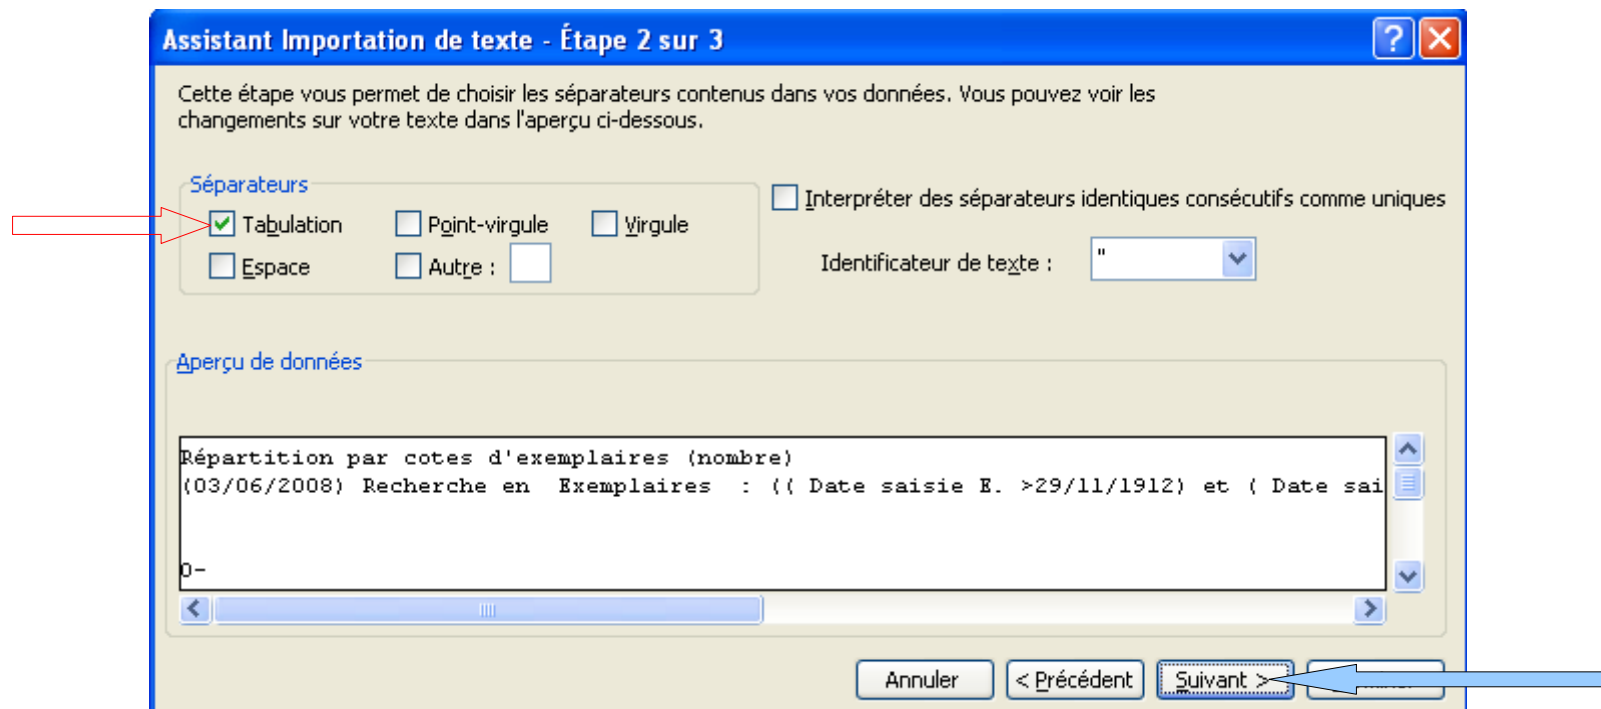 Assistant Importation de texte - Étape 2 sur 3
Cette étape vous permet de choisir les séparateurs contenus dans vos données. Vous pouvez voir les
changements sur votre texte dans l'aperçu ci-dessous.
Séparateurs
Tabulation Point-virgule Virgule
Espace Autre :
Interpréter des séparateurs identiques consécutifs comme uniques
Identificateur de texte : "
Aperçu de données
Répartition par cotes d'exemplaires (nombre)
(03/06/2008) Recherche en  Exemplaires  : (( Date saisie E. >29/11/1912) et ( Date sai
0-
Annuler < Précédent Suivant >